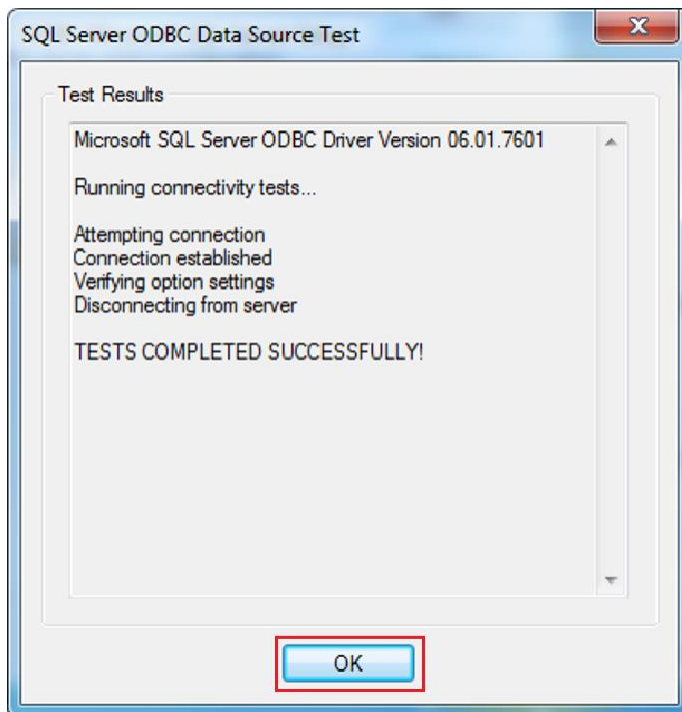 SQL Server ODBC Data Source Test
Test Results
Microsoft SQL Server ODBC Driver Version 06.01.7601
Running connectivity tests...
Attempting connection
Connection established
Verifying option settings
Disconnecting from server
TESTS COMPLETED SUCCESSFULLY!
OK